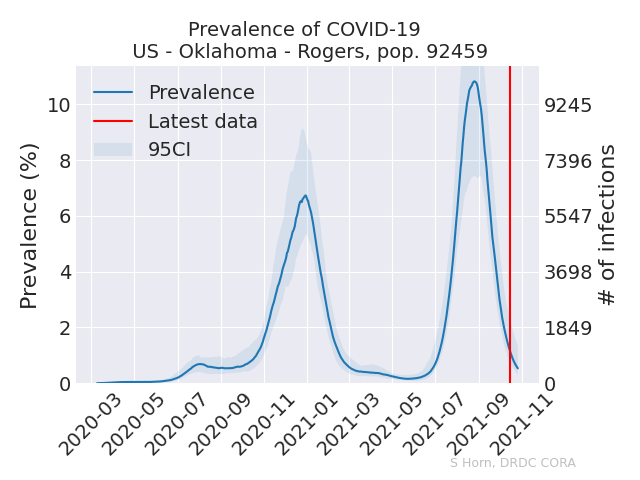 Prevalence of COVID-19
US - Oklahoma - Rogers, pop. 92459
Prevalence
Latest data
95CI
Prevalence (%)
10
8
6
4
2
0
# of infections
9245
7396
5547
3698
1849
0
2020-03
2020-05
2020-07
2020-09
2020-11
2021-01
2021-03
2021-05
2021-07
2021-09
2021-11
S Horn, DRDC CORA